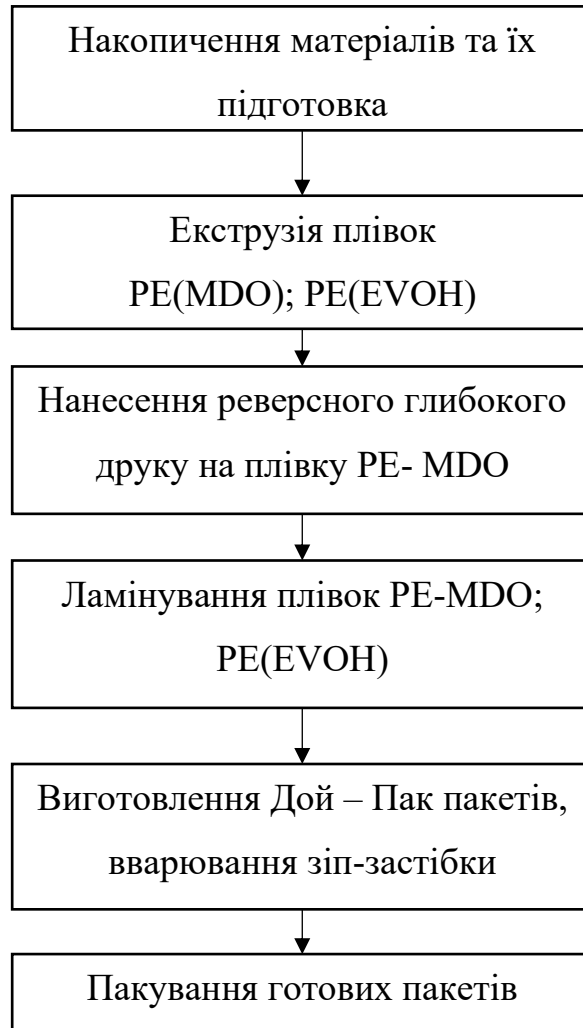 Накопичення матеріалів та їх
підготовка
Екструзія плівок
PE(MDO); PE(EVOH)
Нанесення реверсного глибокого
друку на плівку PE- MDO
Ламінування плівок PE-MDO;
PE(EVOH)
Виготовлення Дой – Пак пакетів,
вварювання зіп-застібки
Пакування готових пакетів